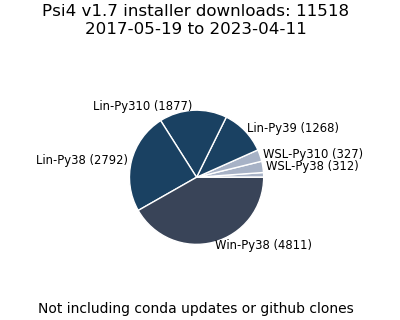 Psi4 v1.7 installer downloads: 11518
2017-05-19 to 2023-04-11
Lin-Py310 (1877)
Lin-Py39 (1268)
WSL-Py310 (327)
Lin-Py38 (2792)
WSL-Py38 (312)
Win-Py38 (4811)
Not including conda updates or github clones